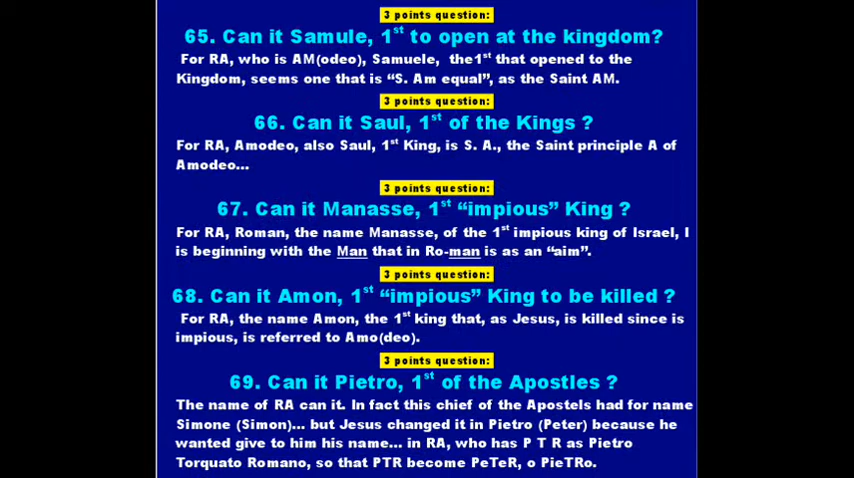 3 points question:
65. Can it Samule, 1st to open at the kingdom?
For RA, who is AM(odeo), Samuele, the1st that opened to the
Kingdom, seems one that is “S. Am equal”, as the Saint AM.
3 points question:
66. Can it Saul, 1st of the Kings ?
For RA, Amodeo, also Saul, 1st King, is S. A., the Saint principle A of
Amodeo...
3 points question:
67. Can it Manasse, 1st “impious” King ?
For RA, Roman, the name Manasse, of the 1st impious king of Israel, I
is beginning with the Man that in Ro-man is as an “aim”.
3 points question:
68. Can it Amon, 1st “impious” King to be killed ?
For RA, the name Amon, the 1st king that, as Jesus, is killed since is
impious, is referred to Amo(deo).
3 points question:
69. Can it Pietro, 1st of the Apostles ?
The name of RA can it. In fact this chief of the Apostels had for name
Simone (Simon)... but Jesus changed it in Pietro (Peter) because he
wanted give to him his name... in RA, who has P T R as Pietro
Torquato Romano, so that PTR become PeTeR, o PieTRo.